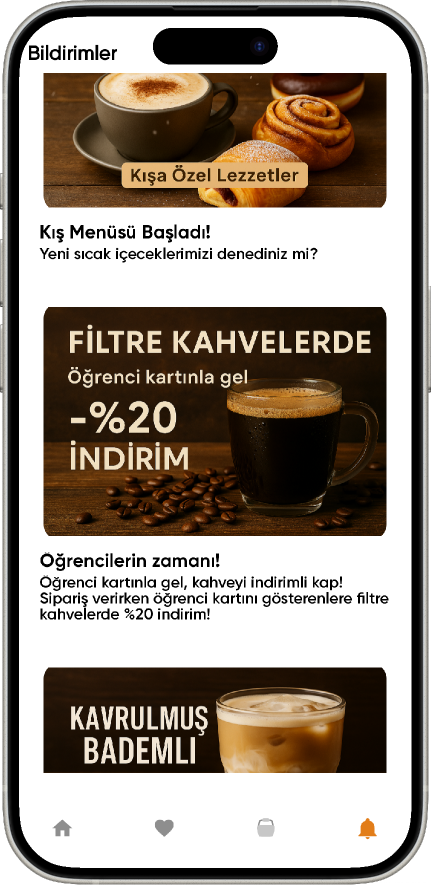 Bildirimler
Kışa Özel Lezzetler
Kış Menüsü Başladı!
Yeni sıcak içeceklerimizi denediniz mi?
FİLTRE KAHVELERDE
Öğrenci kartınla gel
-%20
İNDİRİM
Öğrencilerin zamanı!
Öğrenci kartınla gel, kahveyi indirimli kap!
Sipariş verirken öğrenci kartını gösterenlere filtre
kahvelerde %20 indirim!
KAVRULMUŞ
BADEMLI